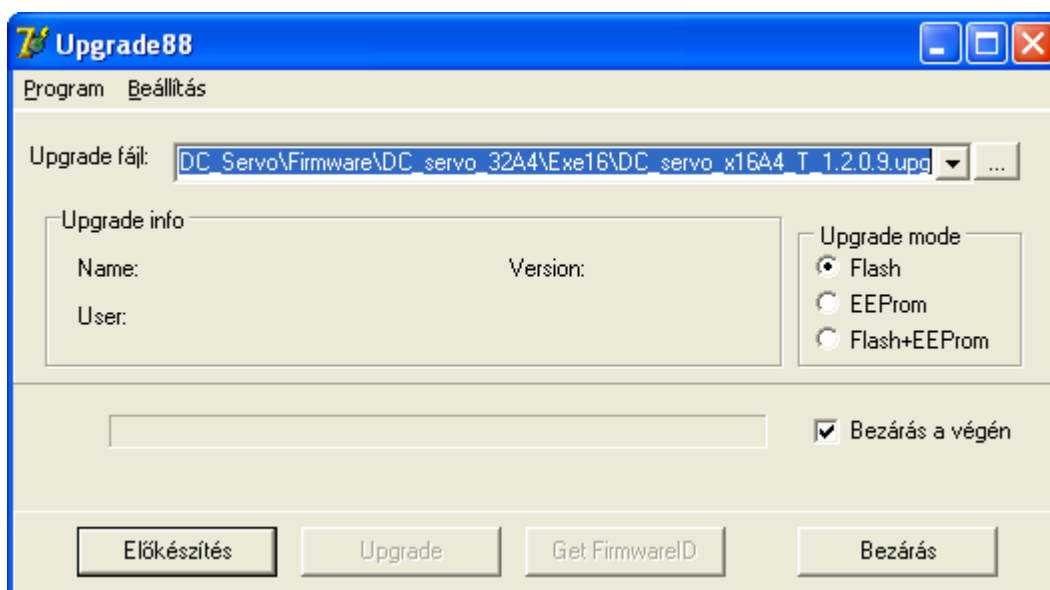 Upgrade88
Program Beállítás
Upgrade fájl: DC_Servo\Firmware\DC_servo_32A4\Exe16\DC_servo_x16A4_T_1.2.0.9.upg ...
Upgrade info
Upgrade mode
Name: Version:
Flash
User:
EEProm
Flash+EEProm
Bezárás a végén
Előkészítés Upgrade Get FirmwareID Bezárás